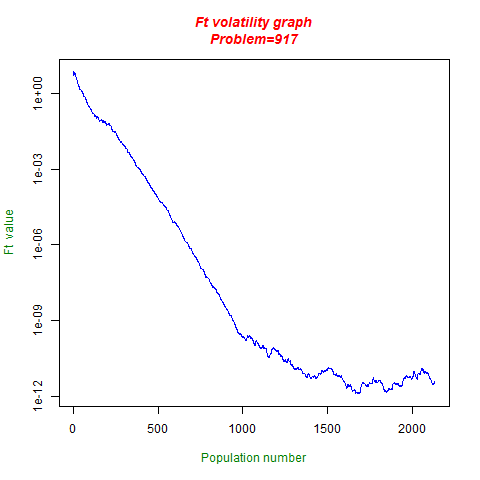 Ft volatility graph
Problem=917
1e+00
1e-03
1e-06
1e-09
1e-12
Ft value
0 500 1000 1500 2000
Population number